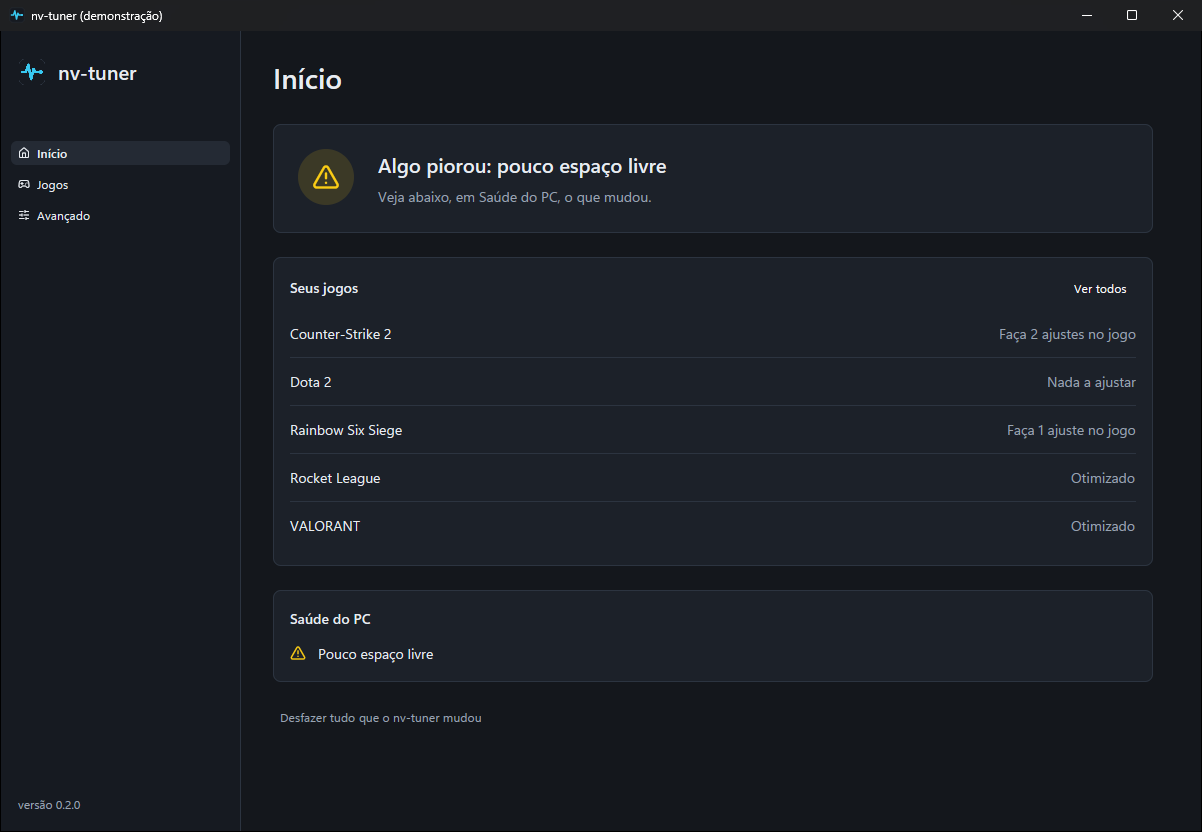 nv-tuner (demonstração)
nv-tuner
Início
Jogos
Avançado
versão 0.2.0
Início
Algo piorou: pouco espaço livre
Veja abaixo, em Saúde do PC, o que mudou.
Seus jogos
Ver todos
Counter-Strike 2
Faça 2 ajustes no jogo
Dota 2
Nada a ajustar
Rainbow Six Siege
Faça 1 ajuste no jogo
Rocket League
Otimizado
VALORANT
Otimizado
Saúde do PC
Pouco espaço livre
Desfazer tudo que o nv-tuner mudou